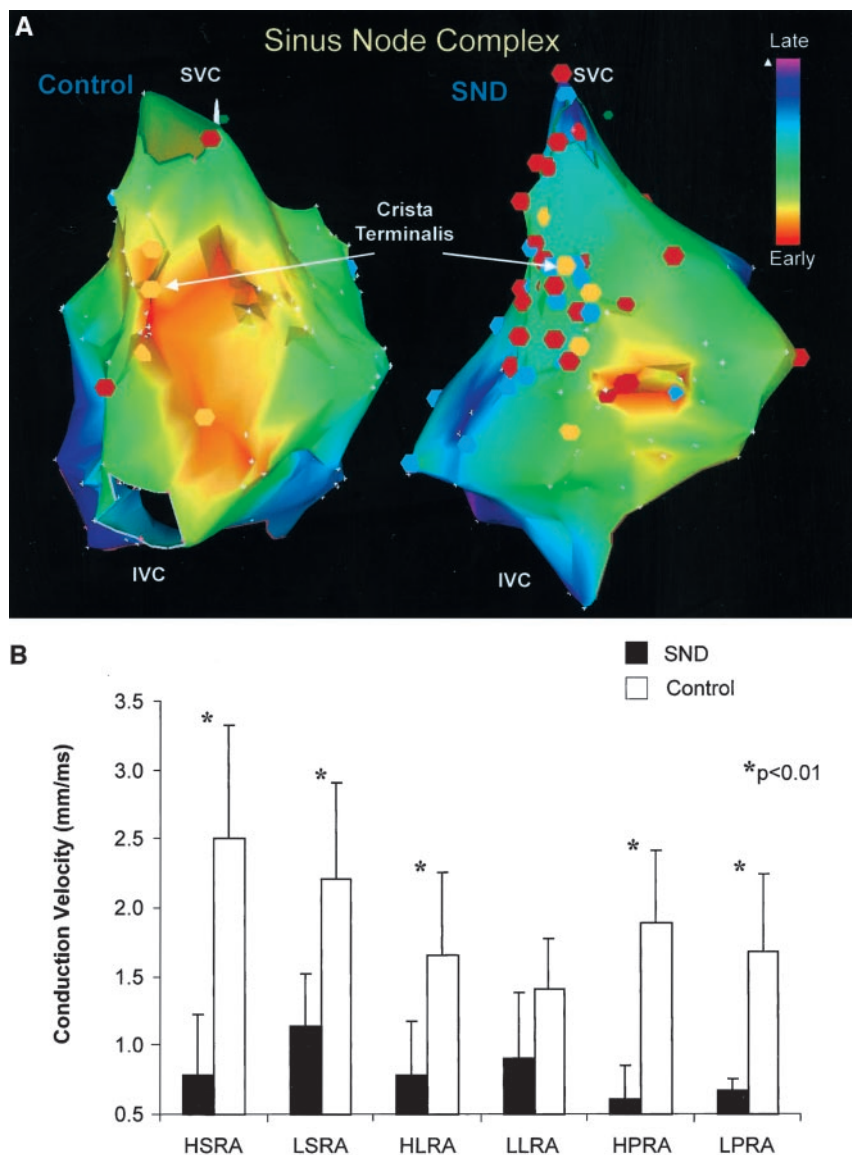 A
Sinus Node Complex
Late
SVC
SVC
Control
SND
Crista
Terminalis
Early
IVC
IVC
B
SND
Control
3.5
3.0
2.5
2.0
1.5
1.0
0.5
Conduction Velocity (mm/ms)
*
*
*
*
*
*p<0.01
HSRA LSRA HLRA LLRA HPRA LPRA